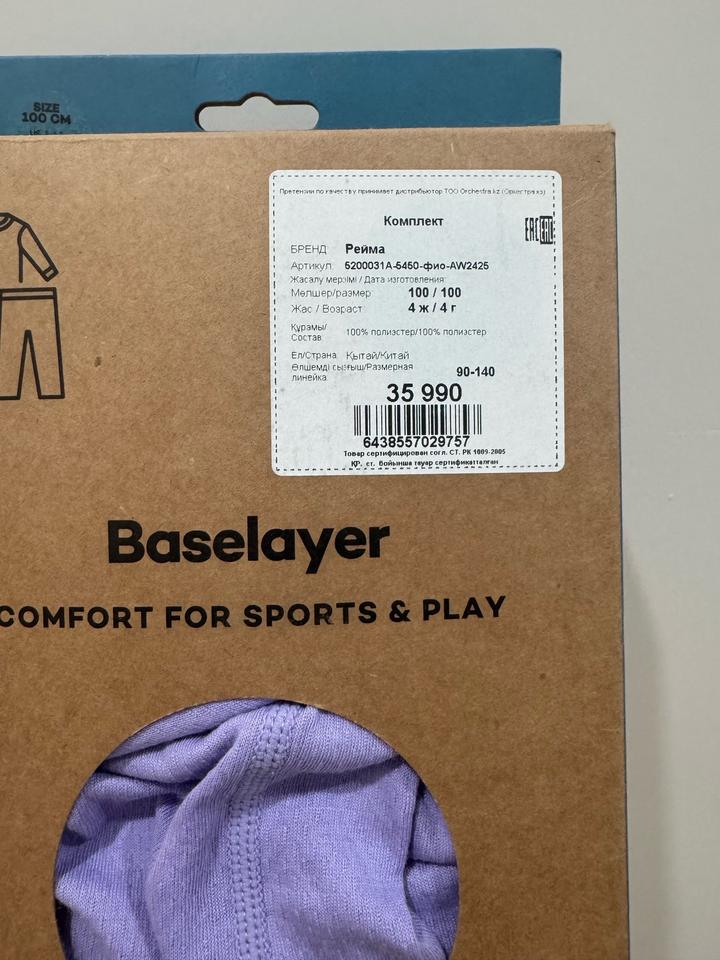 SIZE
100 CM
Претензии по качеству принимает дистрибьютор ТОО Orchestra.kz (Оркестра.кз)
Комплект
EAC
БРЕНД: Рейма
Артикул: 5200031A-5450-фио-AW2425
Жасалу мерзімі / Дата изготовления:
Мөлшер/размер: 100 / 100
Жас / Возраст: 4 ж / 4 г
Құрамы/
Состав: 100% полиэстер/100% полиэстер
Ел/Страна: Қытай/Китай
Өлшемді сызғыш/Размерная
линейка: 90-140
35 990
6438557029757
Товар сертифицирован согл. СТ. РК 1009-2005
ҚР. ст. бойынша тауар сертификатталған
Baselayer
COMFORT FOR SPORTS & PLAY